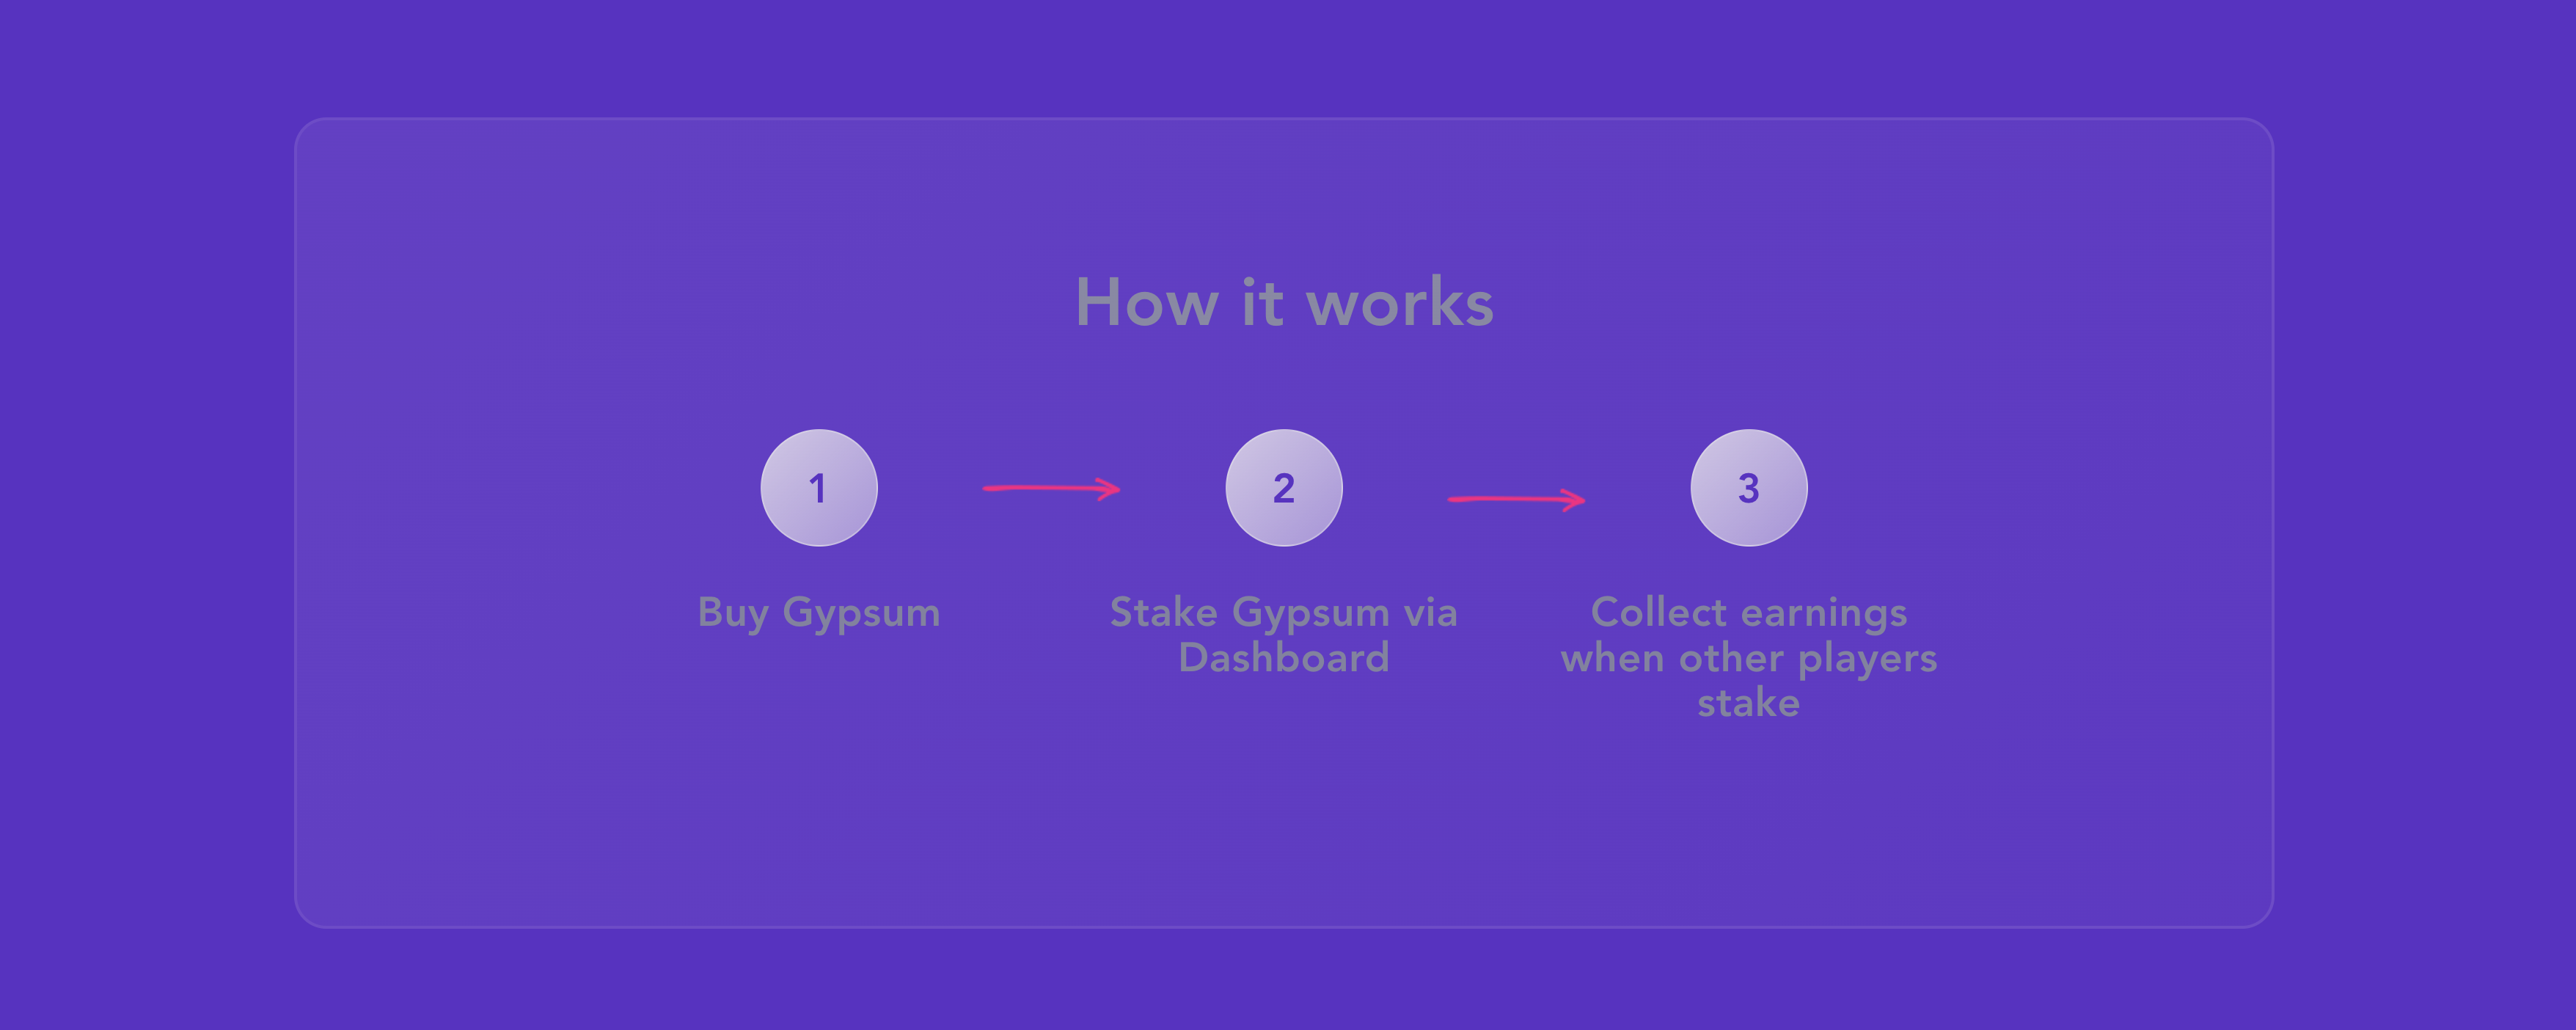 How it works
1
2
3
Buy Gypsum
Stake Gypsum via
Dashboard
Collect earnings
when other players
stake